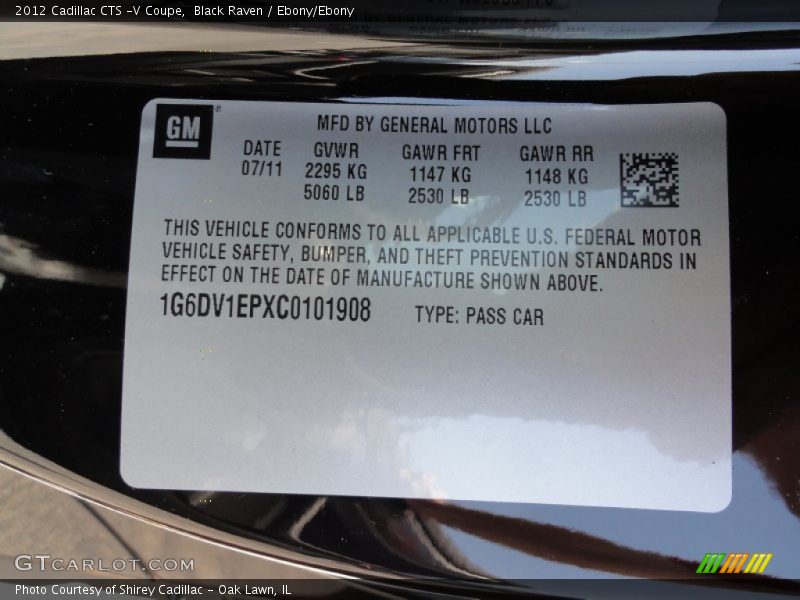 2012 Cadillac CTS -V Coupe, Black Raven / Ebony/Ebony
GM ®
MFD BY GENERAL MOTORS LLC
DATE GVWR GAWR FRT GAWR RR
07/11 2295 KG 1147 KG 1148 KG
5060 LB 2530 LB 2530 LB
THIS VEHICLE CONFORMS TO ALL APPLICABLE U.S. FEDERAL MOTOR
VEHICLE SAFETY, BUMPER, AND THEFT PREVENTION STANDARDS IN
EFFECT ON THE DATE OF MANUFACTURE SHOWN ABOVE.
1G6DV1EPXC0101908 TYPE: PASS CAR
GTCARLOT.COM
Photo Courtesy of Shirey Cadillac - Oak Lawn, IL